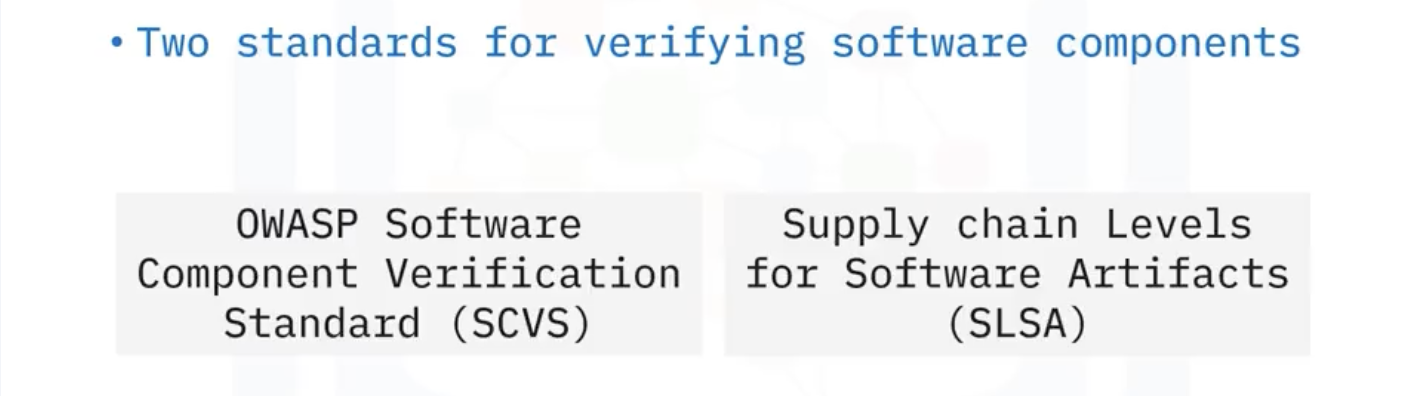 • Two standards for verifying software components
OWASP Software
Component Verification
Standard (SCVS)
Supply chain Levels
for Software Artifacts
(SLSA)